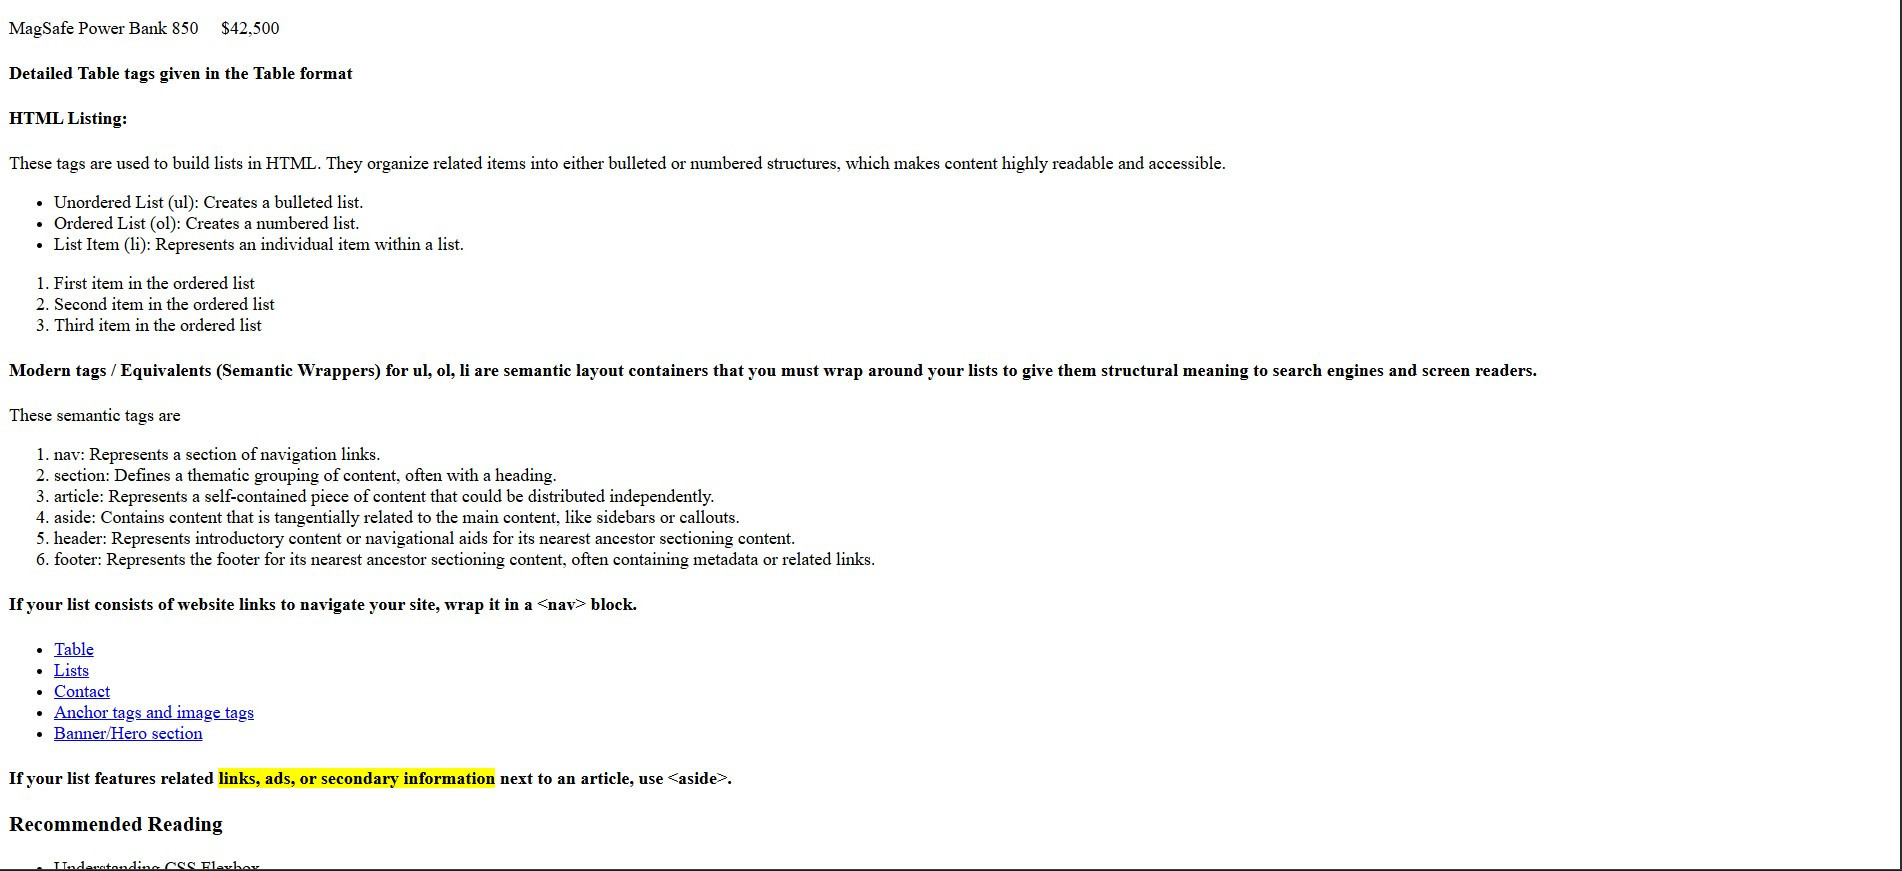 MagSafe Power Bank 850 $42,500
Detailed Table tags given in the Table format
HTML Listing:
These tags are used to build lists in HTML. They organize related items into either bulleted or numbered structures, which makes content highly readable and accessible.
• Unordered List (ul): Creates a bulleted list.
• Ordered List (ol): Creates a numbered list.
• List Item (li): Represents an individual item within a list.
1. First item in the ordered list
2. Second item in the ordered list
3. Third item in the ordered list
Modern tags / Equivalents (Semantic Wrappers) for ul, ol, li are semantic layout containers that you must wrap around your lists to give them structural meaning to search engines and screen readers.
These semantic tags are
1. nav: Represents a section of navigation links.
2. section: Defines a thematic grouping of content, often with a heading.
3. article: Represents a self-contained piece of content that could be distributed independently.
4. aside: Contains content that is tangentially related to the main content, like sidebars or callouts.
5. header: Represents introductory content or navigational aids for its nearest ancestor sectioning content.
6. footer: Represents the footer for its nearest ancestor sectioning content, often containing metadata or related links.
If your list consists of website links to navigate your site, wrap it in a <nav> block.
• Table
• Lists
• Contact
• Anchor tags and image tags
• Banner/Hero section
If your list features related links, ads, or secondary information next to an article, use <aside>.
Recommended Reading
• Understanding CSS Flexbox